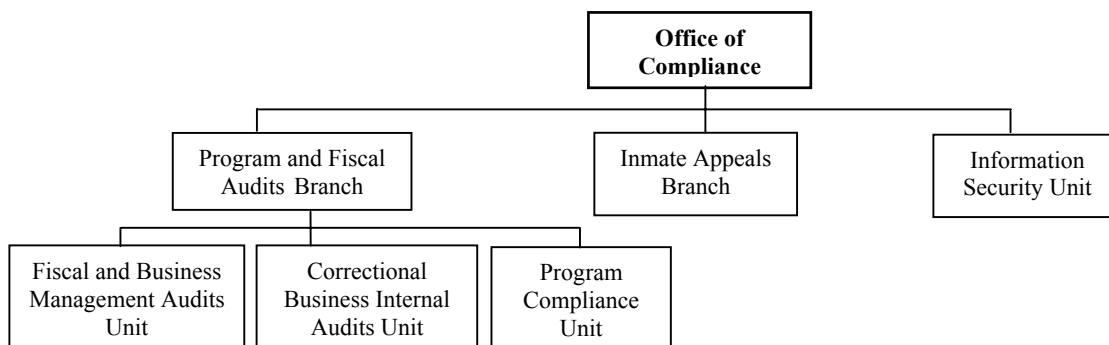 Office of
Compliance
Program and Fiscal
Audits Branch
Inmate Appeals
Branch
Information
Security Unit
Fiscal and Business
Management Audits
Unit
Correctional
Business Internal
Audits Unit
Program
Compliance
Unit